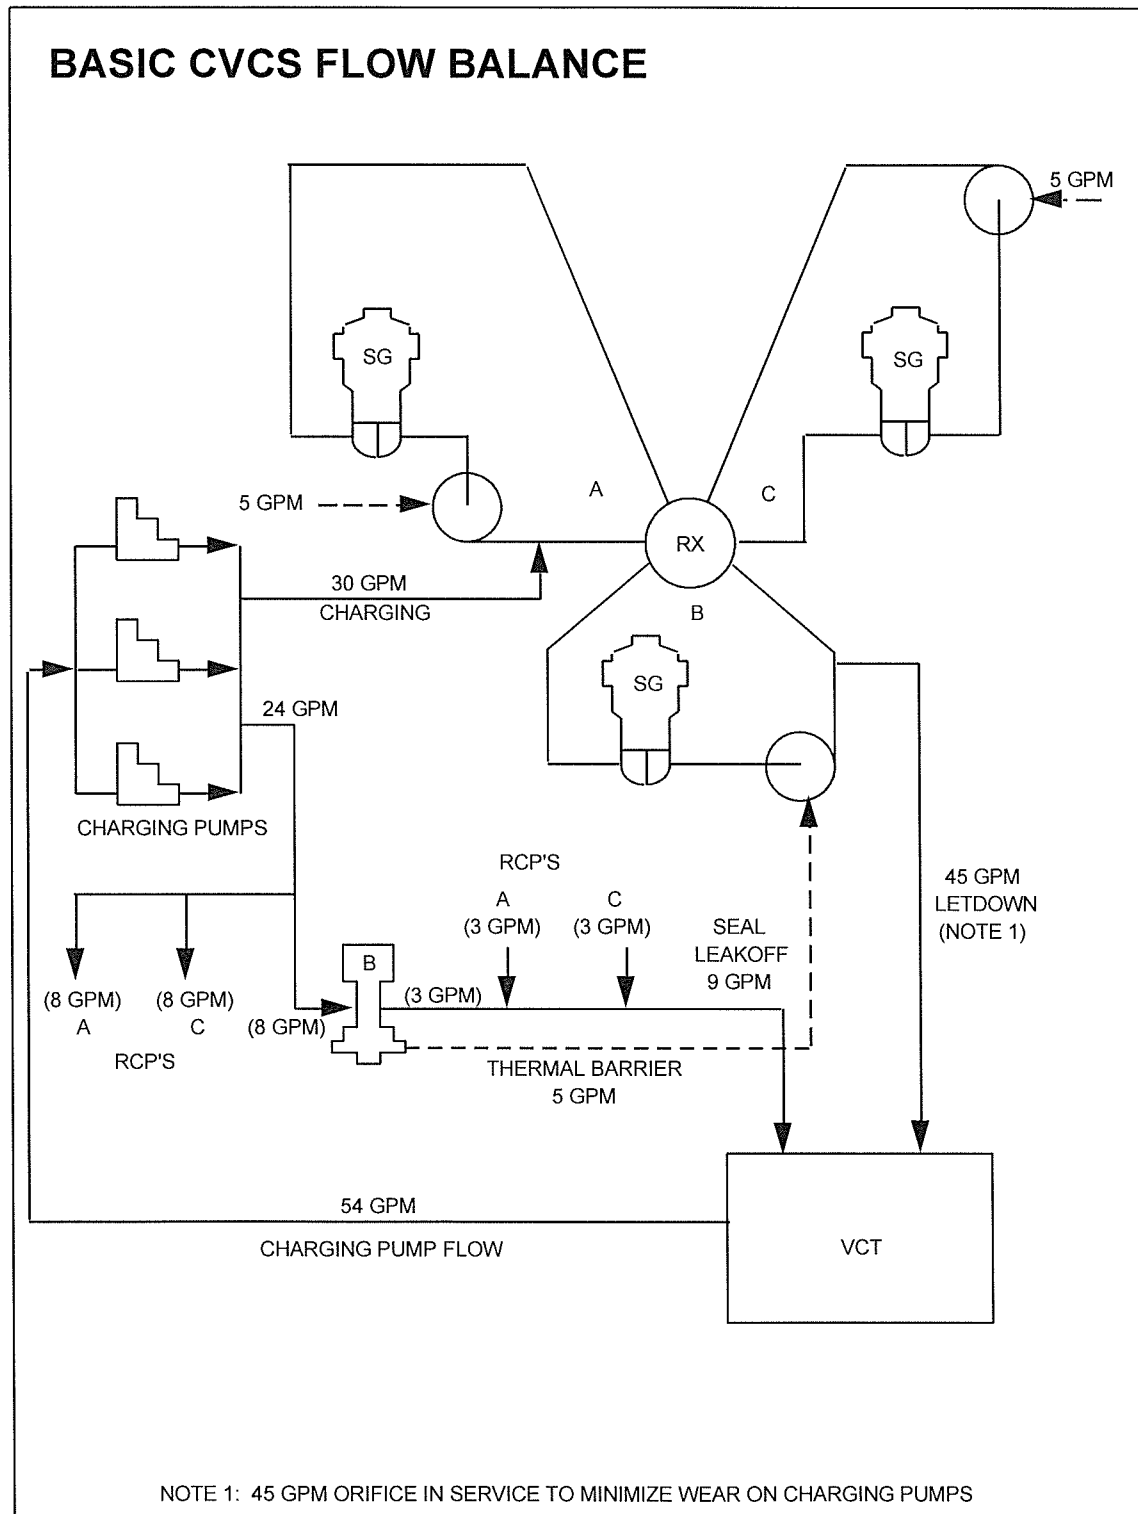 BASIC CVCS FLOW BALANCE
5 GPM
SG
SG
5 GPM
A
C
RX
30 GPM
CHARGING
B
SG
24 GPM
CHARGING PUMPS
RCP'S
A
(3 GPM)
C
(3 GPM)
SEAL
LEAKOFF
9 GPM
45 GPM
LETDOWN
(NOTE 1)
B
(3 GPM)
(8 GPM)
A
(8 GPM)
C
(8 GPM)
RCP'S
THERMAL BARRIER
5 GPM
54 GPM
CHARGING PUMP FLOW
VCT
NOTE 1: 45 GPM ORIFICE IN SERVICE TO MINIMIZE WEAR ON CHARGING PUMPS